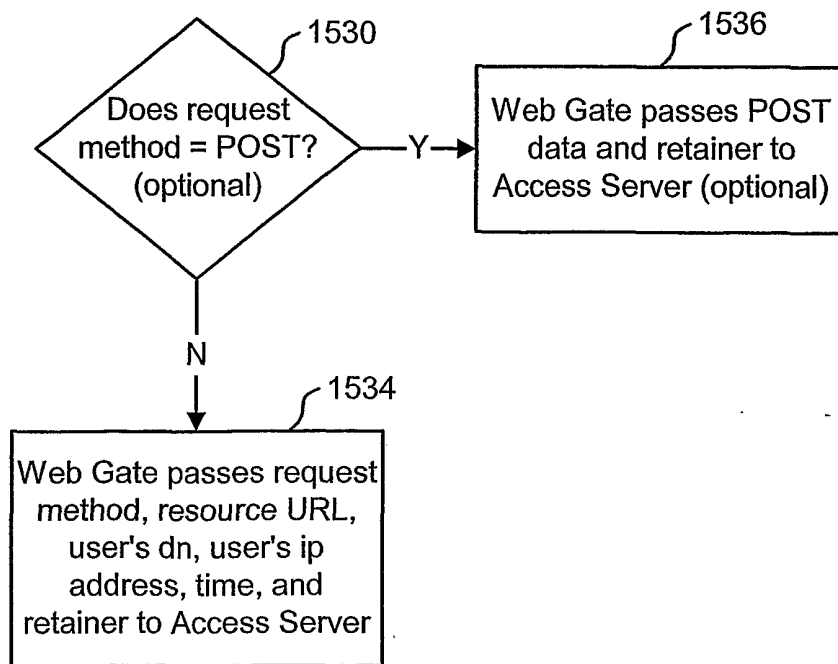 1530
Does request
method = POST?
(optional)
Y
1536
Web Gate passes POST
data and retainer to
Access Server (optional)
N
1534
Web Gate passes request
method, resource URL,
user's dn, user's ip
address, time, and
retainer to Access Server